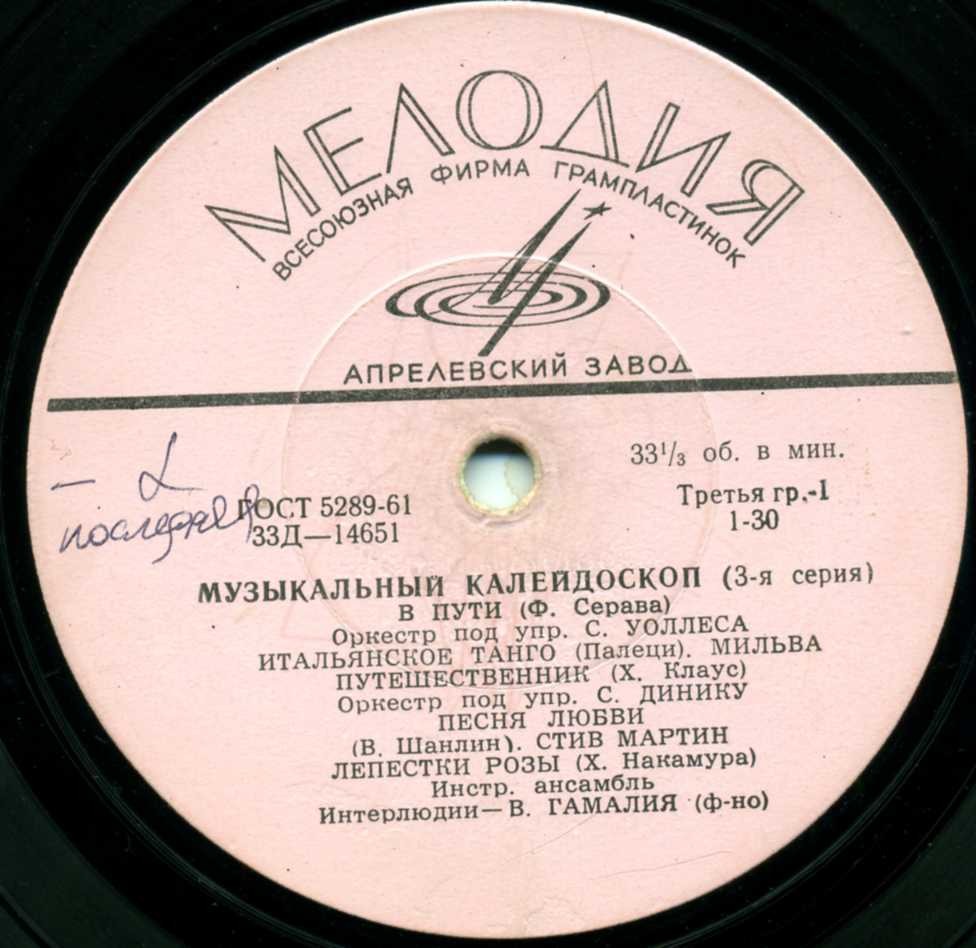 МЕЛОДИЯ
ВСЕСОЮЗНАЯ ФИРМА ГРАМПЛАСТИНОК
АПРЕЛЕВСКИЙ ЗАВОД
33⅓ об. в мин.
ГОСТ 5289-61
Третья гр.-1
33Д—14651
1-30
последняя
МУЗЫКАЛЬНЫЙ КАЛЕЙДОСКОП (3-я серия)
В ПУТИ (Ф. Серава)
Оркестр под упр. С. УОЛЛЕСА
ИТАЛЬЯНСКОЕ ТАНГО (Палеци). МИЛЬВА
ПУТЕШЕСТВЕННИК (Х. Клаус)
Оркестр под упр. С. ДИНИКУ
ПЕСНЯ ЛЮБВИ
(В. Шанлин). СТИВ МАРТИН
ЛЕПЕСТКИ РОЗЫ (Х. Накамура)
Инстр. ансамбль
Интерлюдии—В. ГАМАЛИЯ (ф-но)